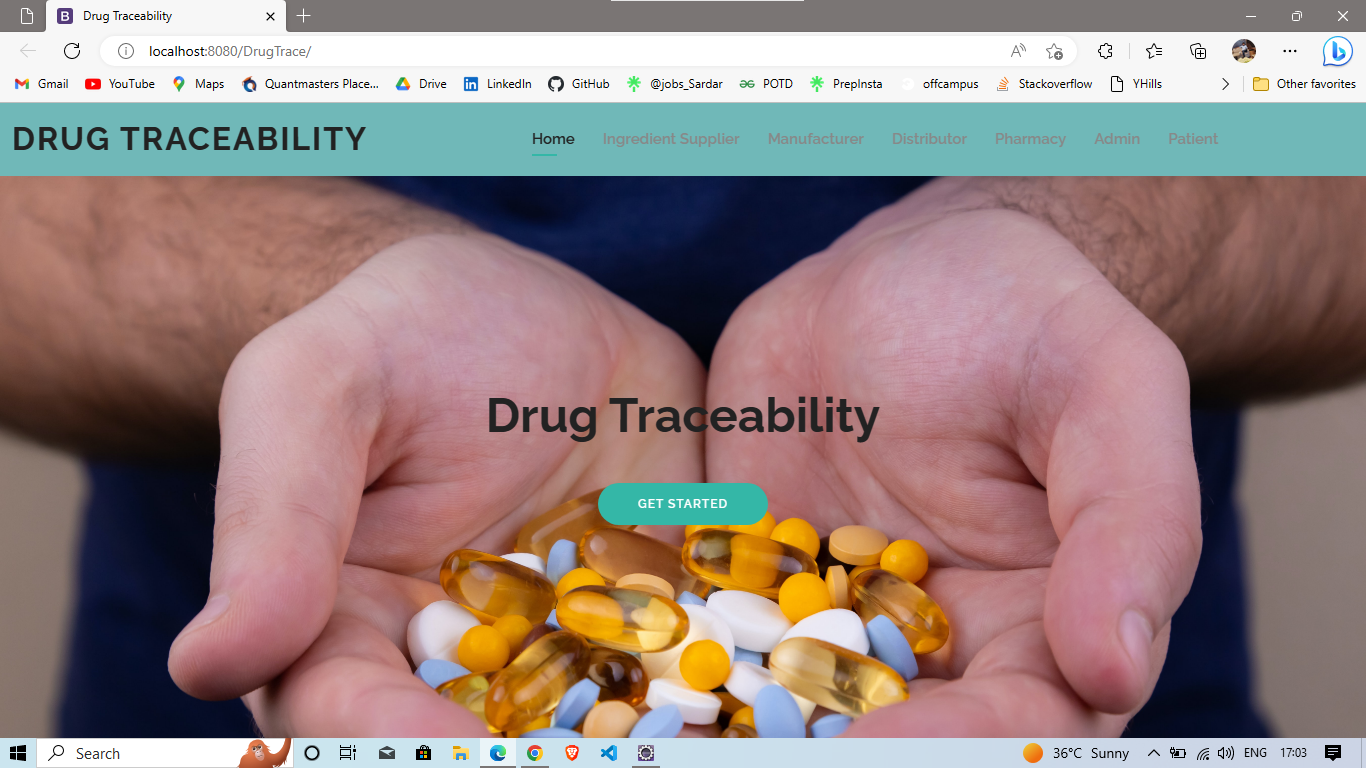 Drug Traceability
localhost:8080/DrugTrace/
Gmail YouTube Maps Quantmasters Place... Drive LinkedIn GitHub @jobs_Sardar POTD PrepInsta offcampus Stackoverflow YHills Other favorites
DRUG TRACEABILITY Home Ingredient Supplier Manufacturer Distributor Pharmacy Admin Patient
Drug Traceability
GET STARTED
Search 36°C Sunny ENG 17:03